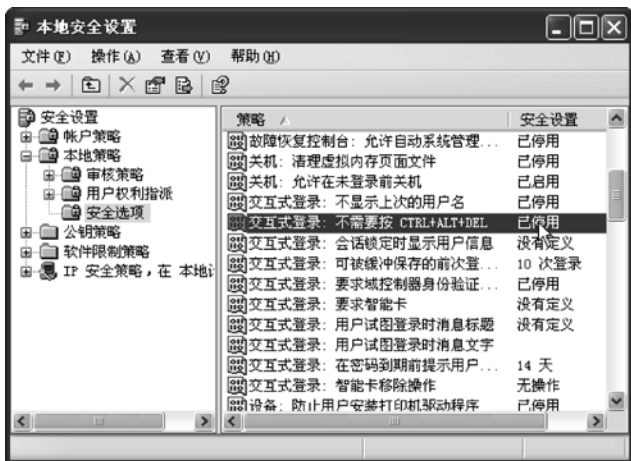 本地安全设置
文件(F) 操作(A) 查看(V) 帮助(H)
安全设置
帐户策略
本地策略
审核策略
用户权利指派
安全选项
公钥策略
软件限制策略
IP 安全策略，在 本地计
策略 安全设置
故障恢复控制台: 允许自动系统管理... 已停用
关机: 清理虚拟内存页面文件 已停用
关机: 允许在未登录前关机 已启用
交互式登录: 不显示上次的用户名 已停用
交互式登录: 不需要按 CTRL+ALT+DEL 已停用
交互式登录: 会话锁定时显示用户信息 没有定义
交互式登录: 可被缓冲保存的前次登... 10 次登录
交互式登录: 要求域控制器身份验证... 已停用
交互式登录: 要求智能卡 没有定义
交互式登录: 用户试图登录时消息标题 没有定义
交互式登录: 用户试图登录时消息文字
交互式登录: 在密码到期前提示用户... 14 天
交互式登录: 智能卡移除操作 无操作
设备: 防止用户安装打印机驱动程序 已停用